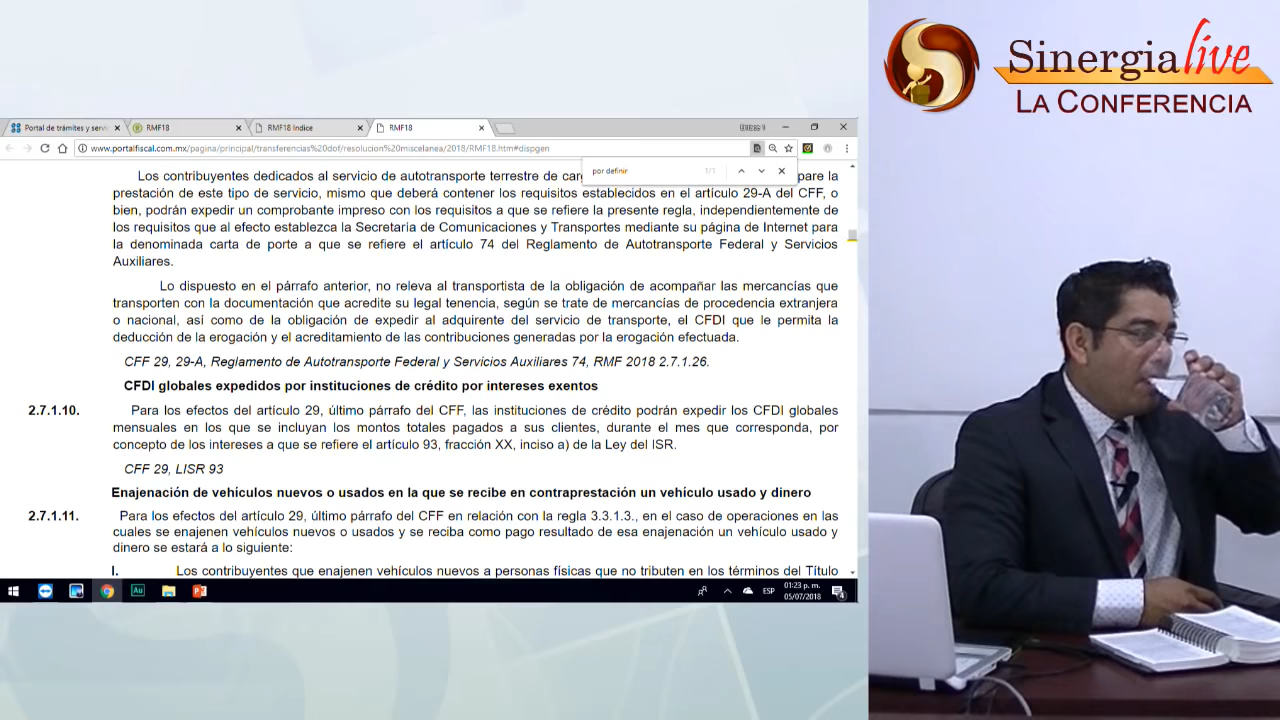 Sinergia live
LA CONFERENCIA
Portal de trámites y servi
RMF18
RMF18 Indice
RMF18
www.portalfiscal.com.mx/pagina/principal/transferencias%20dof/resolucion%20miscelanea/2018/RMF18.htm#dispgen
por definir 1/1
Los contribuyentes dedicados al servicio de autotransporte terrestre de carg pare la
prestación de este tipo de servicio, mismo que deberá contener los requisitos establecidos en el artículo 29-A del CFF, o
bien, podrán expedir un comprobante impreso con los requisitos a que se refiere la presente regla, independientemente de
los requisitos que al efecto establezca la Secretaría de Comunicaciones y Transportes mediante su página de Internet para
la denominada carta de porte a que se refiere el artículo 74 del Reglamento de Autotransporte Federal y Servicios
Auxiliares.
Lo dispuesto en el párrafo anterior, no releva al transportista de la obligación de acompañar las mercancías que
transporten con la documentación que acredite su legal tenencia, según se trate de mercancías de procedencia extranjera
o nacional, así como de la obligación de expedir al adquirente del servicio de transporte, el CFDI que le permita la
deducción de la erogación y el acreditamiento de las contribuciones generadas por la erogación efectuada.
CFF 29, 29-A, Reglamento de Autotransporte Federal y Servicios Auxiliares 74, RMF 2018 2.7.1.26.
CFDI globales expedidos por instituciones de crédito por intereses exentos
2.7.1.10. Para los efectos del artículo 29, último párrafo del CFF, las instituciones de crédito podrán expedir los CFDI globales
mensuales en los que se incluyan los montos totales pagados a sus clientes, durante el mes que corresponda, por
concepto de los intereses a que se refiere el artículo 93, fracción XX, inciso a) de la Ley del ISR.
CFF 29, LISR 93
Enajenación de vehículos nuevos o usados en la que se recibe en contraprestación un vehículo usado y dinero
2.7.1.11. Para los efectos del artículo 29, último párrafo del CFF en relación con la regla 3.3.1.3., en el caso de operaciones en las
cuales se enajenen vehículos nuevos o usados y se reciba como pago resultado de esa enajenación un vehículo usado y
dinero se estará a lo siguiente:
I. Los contribuyentes que enajenen vehículos nuevos a personas físicas que no tributen en los términos del Título
Au
ESP
01:23 p. m.
05/07/2018
4